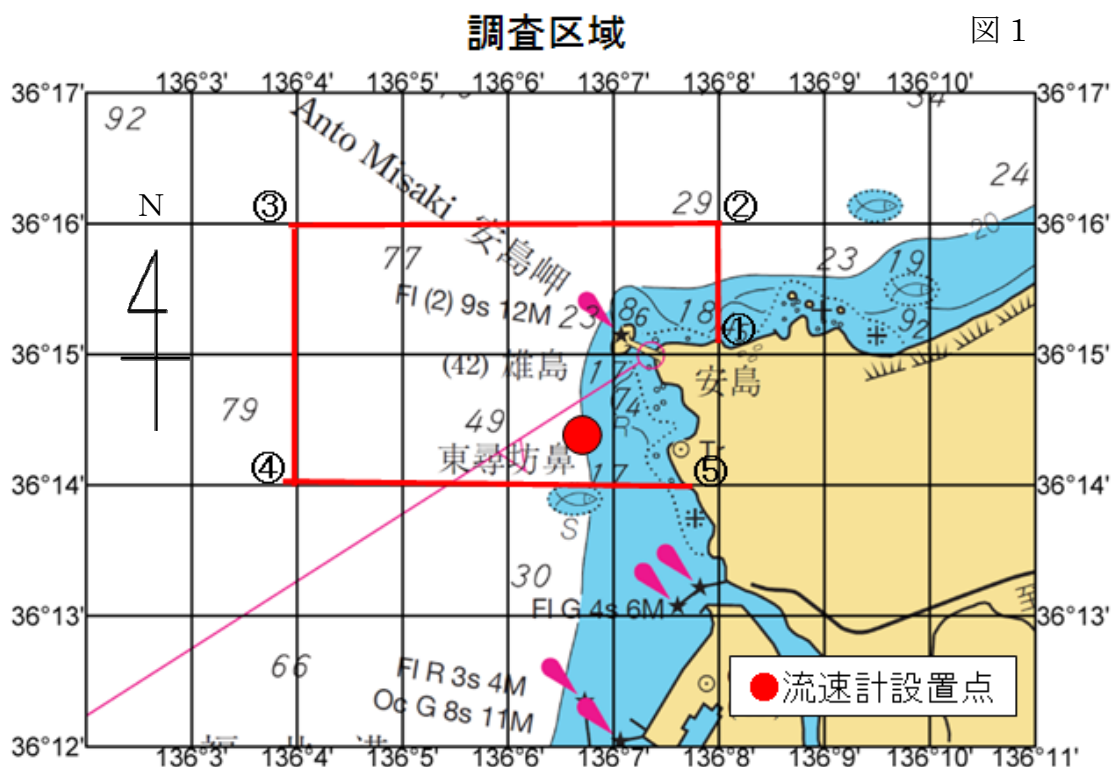 調査区域
図1
136°3' 136°4' 136°5' 136°6' 136°7' 136°8' 136°9' 136°10'
36°17' 36°17'
92
34
Anto Misaki 安島岬
24
N
③ 29 ②
36°16' 36°16'
20
77
23 19
Fl (2) 9s 12M 23 86 18 ①
92
36°15' 36°15'
(42) 雄島 17 安島
74
79 49 R
東尋坊鼻 Tr
④ 17 ⑤
36°14' 36°14'
S
30
Fl G 4s 6M
36°13' 36°13'
66
Fl R 3s 4M
Oc G 8s 11M
流速計設置点
36°12' 36°12'
136°3' 136°4' 136°5' 136°6' 136°7' 136°8' 136°9' 136°10' 136°11'